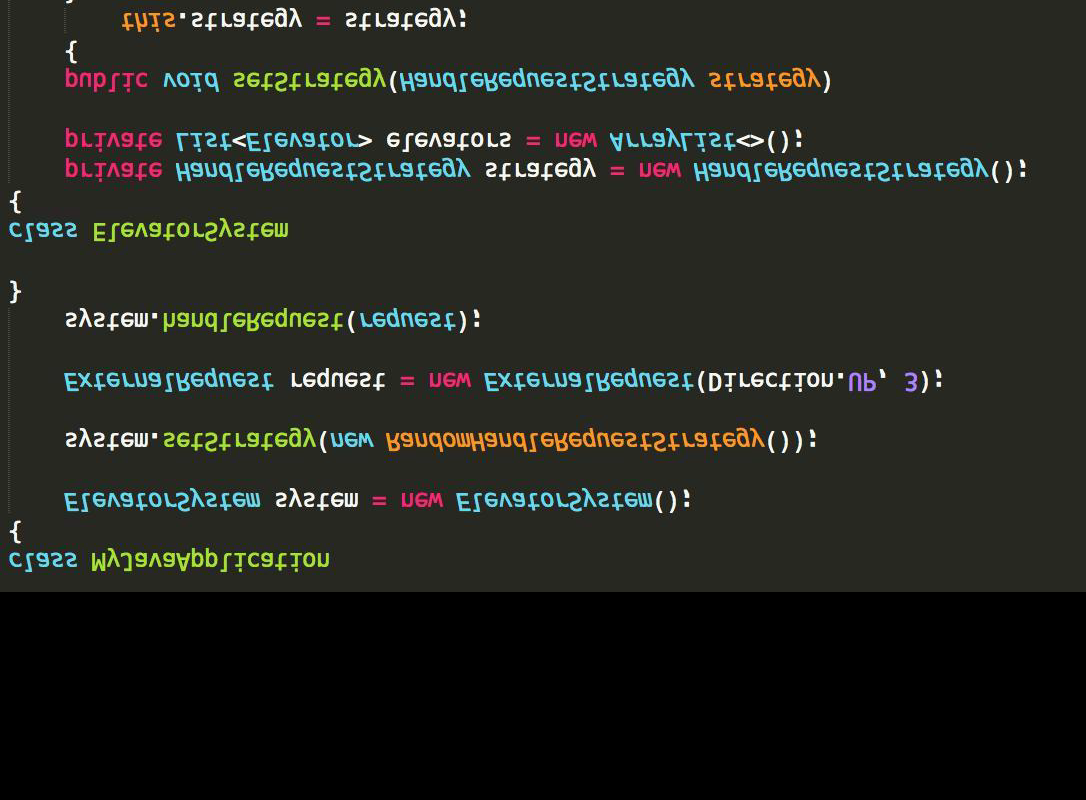 class MyJavaApplication
{
    ElevatorSystem system = new ElevatorSystem();

    system.setStrategy(new RandomHandleRequestStrategy());

    ExternalRequest request = new ExternalRequest(Direction.UP, 3);

    system.handleRequest(request);
}

class ElevatorSystem
{
    private HandleRequestStrategy strategy = new HandleRequestStrategy();
    private List<Elevator> elevators = new ArrayList<>();

    public void setStrategy(HandleRequestStrategy strategy)
    {
        this.strategy = strategy;
    }